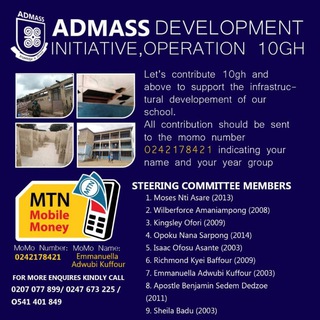 ADMASS
ADMASS DEVELOPMENT
INITIATIVE,OPERATION 10GH
Let's contribute 10gh and
above to support the infrastruc-
tural developement of our
school.
All contribution should be sent
to the momo number
0242178421 indicating your
name and your year group
MTN
Mobile
Money
MoMo Number: MoMo Name:
0242178421 Emmanuella
Adwubi Kuffour
FOR MORE ENQUIRES KINDLY CALL
0207 077 899/ 0247 673 225 /
O541 401 849
STEERING COMMITTEE MEMBERS
1. Moses Nti Asare (2013)
2. Wilberforce Amaniampong (2008)
3. Kingsley Ofori (2009)
4. Opoku Nana Sarpong (2014)
5. Isaac Ofosu Asante (2003)
6. Richmond Kyei Baffour (2009)
7. Emmanuella Adwubi Kuffour (2003)
8. Apostle Benjamin Sedem Dedzoe
(2011)
9. Sheila Badu (2003)